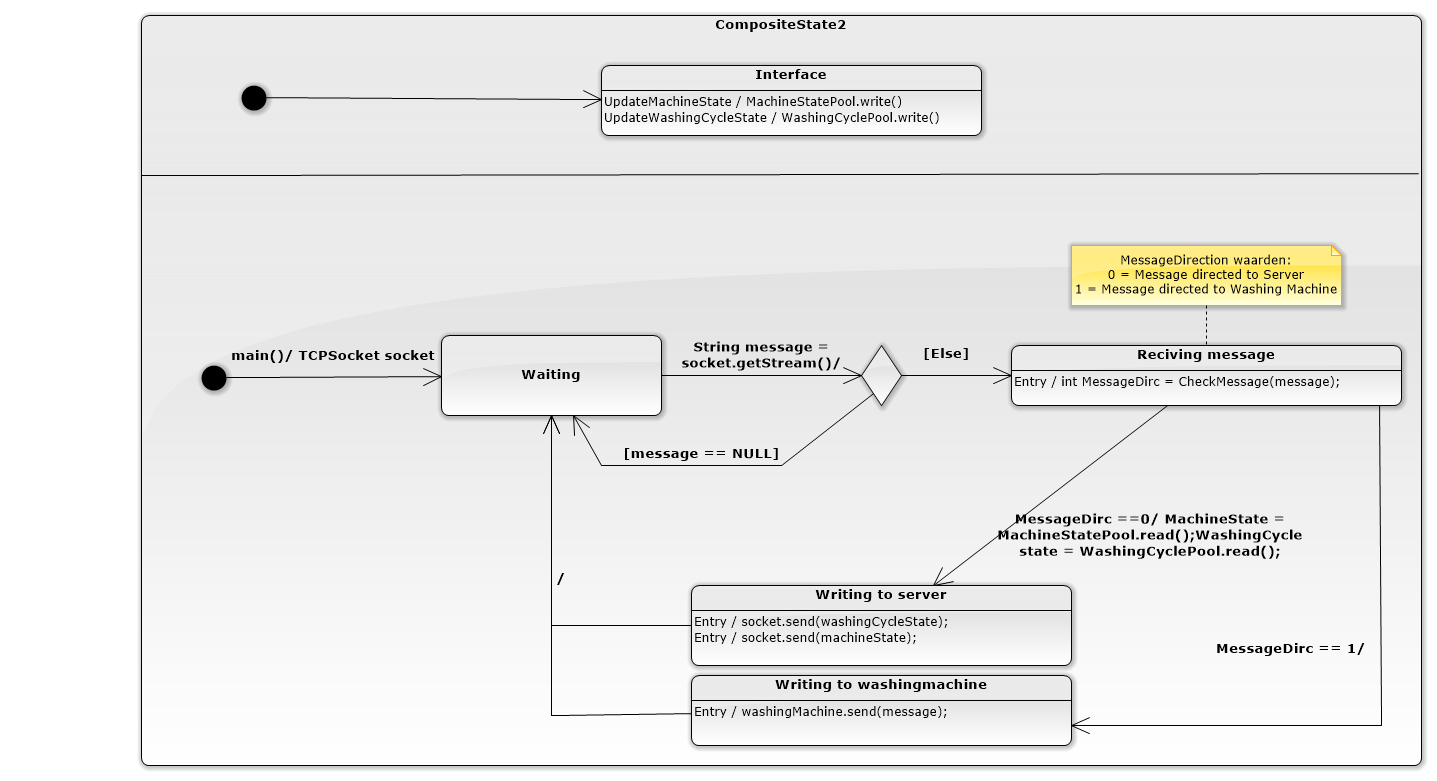 CompositeState2
Interface
UpdateMachineState / MachineStatePool.write()
UpdateWashingCycleState / WashingCyclePool.write()
MessageDirection waarden:
0 = Message directed to Server
1 = Message directed to Washing Machine
main()/ TCPSocket socket
Waiting
String message =
socket.getStream()/
[Else]
Reciving message
Entry / int MessageDirc = CheckMessage(message);
[message == NULL]
MessageDirc ==0/ MachineState =
MachineStatePool.read();WashingCycle
state = WashingCyclePool.read();
/
Writing to server
Entry / socket.send(washingCycleState);
Entry / socket.send(machineState);
MessageDirc == 1/
Writing to washingmachine
Entry / washingMachine.send(message);